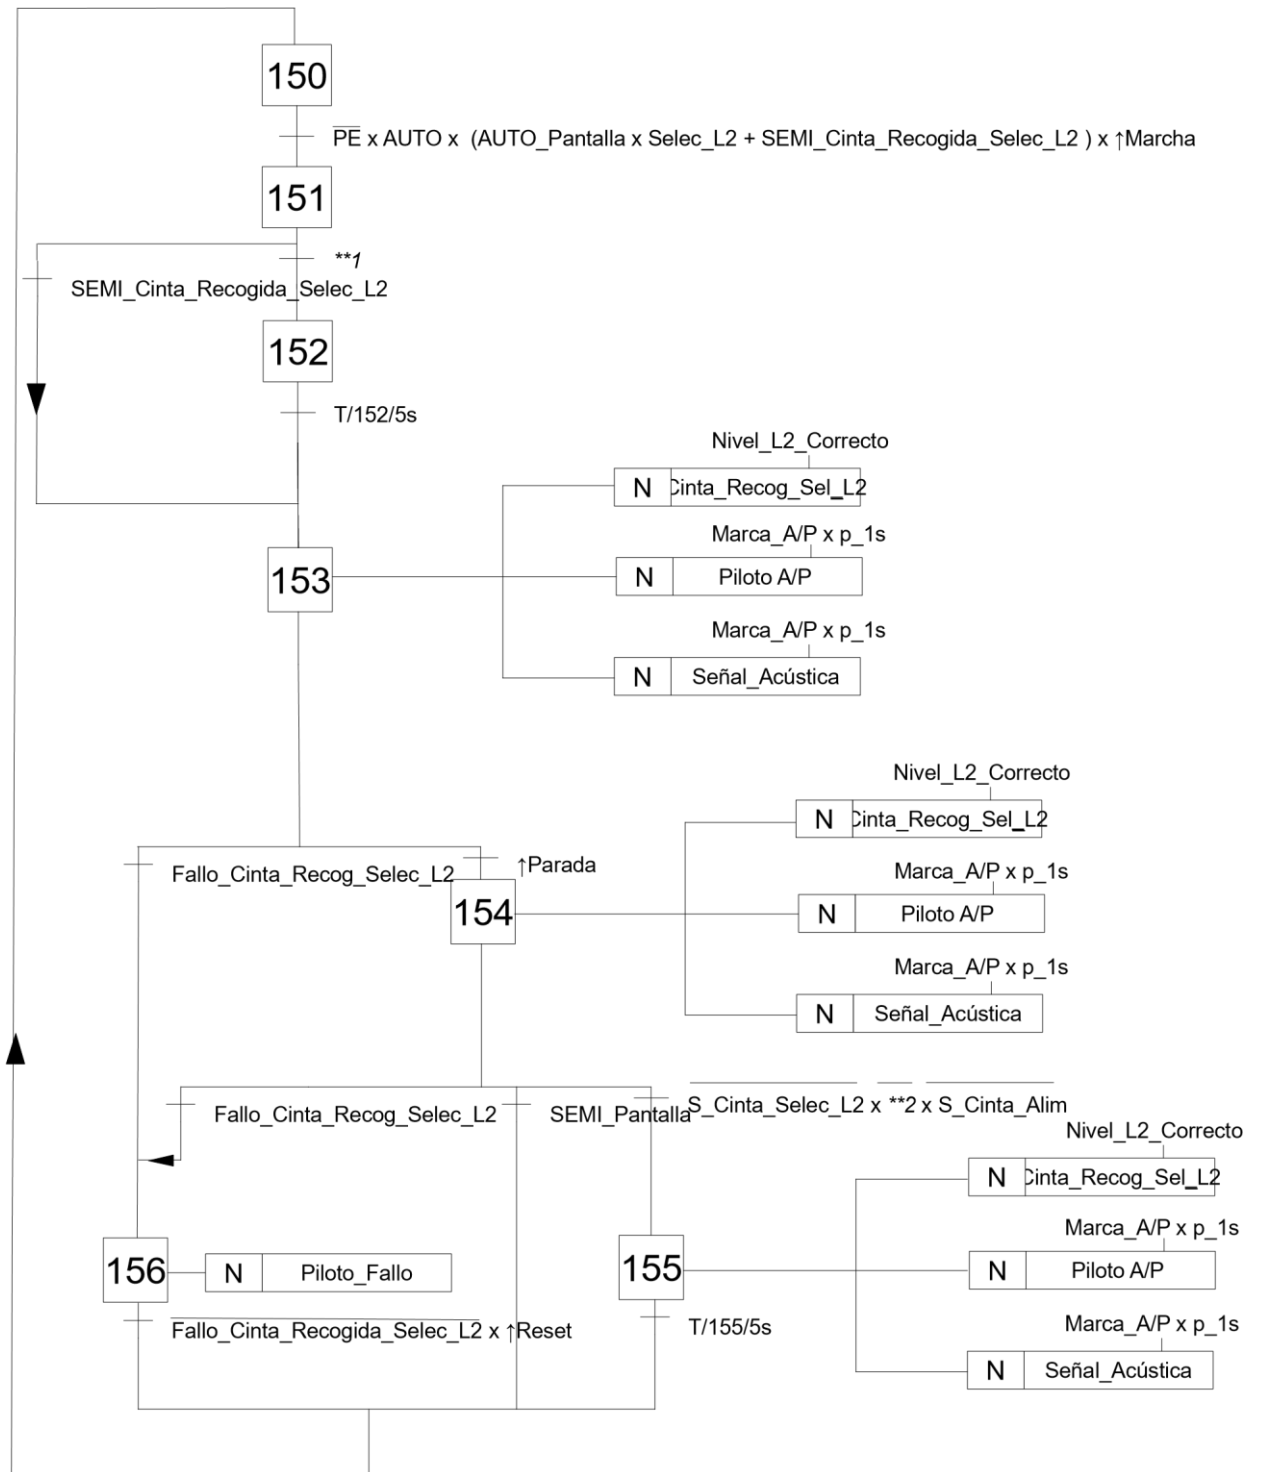 150
PE x AUTO x (AUTO_Pantalla x Selec_L2 + SEMI_Cinta_Recogida_Selec_L2 ) x ↑Marcha
151
**1
SEMI_Cinta_Recogida_Selec_L2
152
T/152/5s
Nivel_L2_Correcto
N Cinta_Recog_Sel_L2
Marca_A/P x p_1s
153
N Piloto A/P
Marca_A/P x p_1s
N Señal_Acústica
Nivel_L2_Correcto
N Cinta_Recog_Sel_L2
Fallo_Cinta_Recog_Selec_L2
↑Parada
Marca_A/P x p_1s
154
N Piloto A/P
Marca_A/P x p_1s
N Señal_Acústica
Fallo_Cinta_Recog_Selec_L2
SEMI_Pantalla
S_Cinta_Selec_L2 x **2 x S_Cinta_Alim
Nivel_L2_Correcto
N Cinta_Recog_Sel_L2
Marca_A/P x p_1s
156
N Piloto_Fallo
155
N Piloto A/P
Fallo_Cinta_Recogida_Selec_L2 x ↑Reset
T/155/5s
Marca_A/P x p_1s
N Señal_Acústica